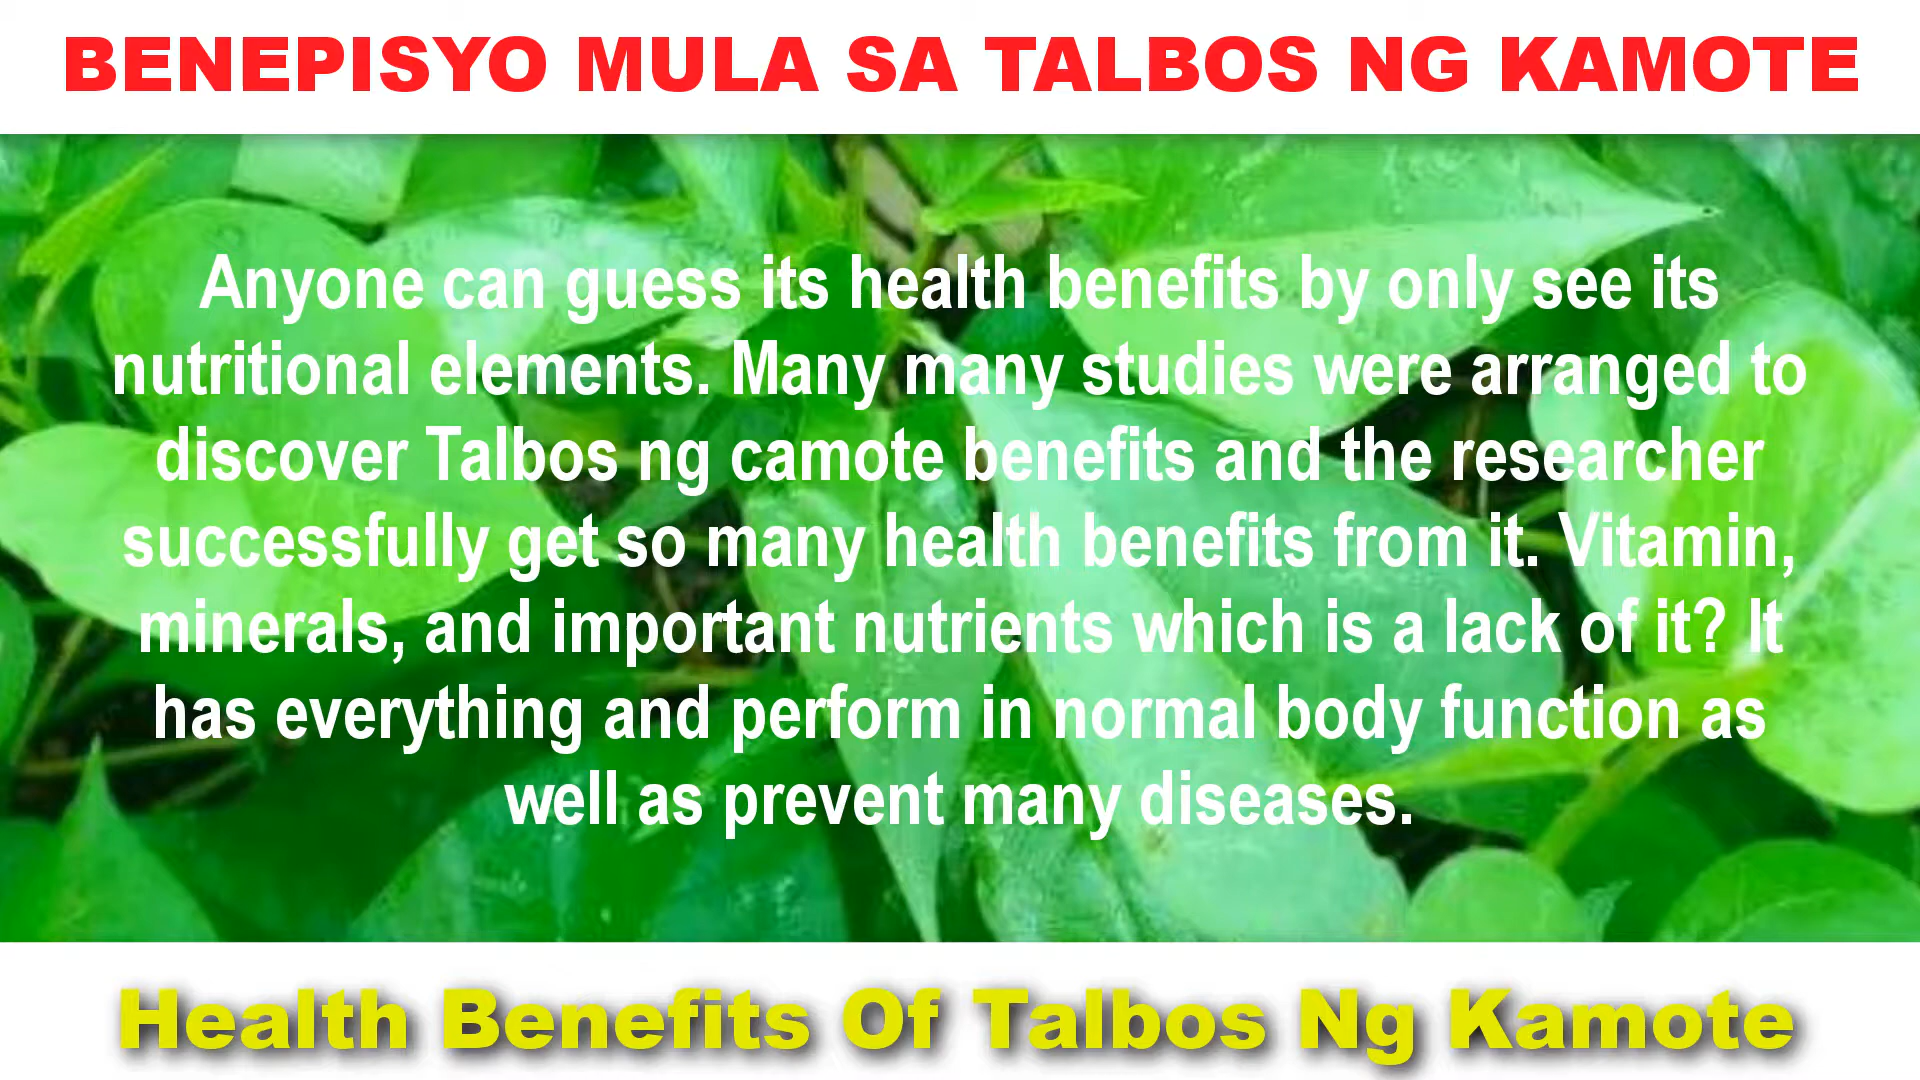 BENEPISYO MULA SA TALBOS NG KAMOTE
Anyone can guess its health benefits by only see its
nutritional elements. Many many studies were arranged to
discover Talbos ng camote benefits and the researcher
successfully get so many health benefits from it. Vitamin,
minerals, and important nutrients which is a lack of it? It
has everything and perform in normal body function as
well as prevent many diseases.
Health Benefits Of Talbos Ng Kamote